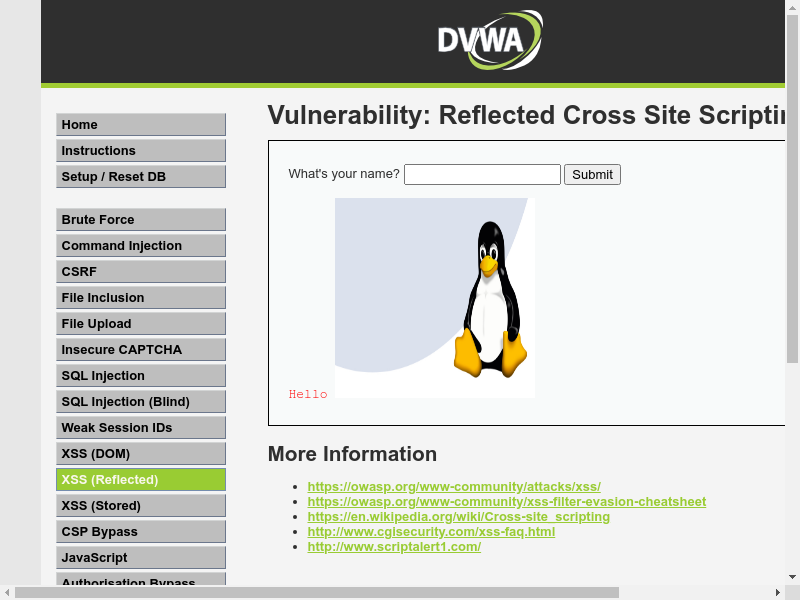 DVWA
Home
Instructions
Setup / Reset DB
Brute Force
Command Injection
CSRF
File Inclusion
File Upload
Insecure CAPTCHA
SQL Injection
SQL Injection (Blind)
Weak Session IDs
XSS (DOM)
XSS (Reflected)
XSS (Stored)
CSP Bypass
JavaScript
Authorisation Bypass
Vulnerability: Reflected Cross Site Scriptin
What's your name? Submit
Hello
More Information
https://owasp.org/www-community/attacks/xss/
https://owasp.org/www-community/xss-filter-evasion-cheatsheet
https://en.wikipedia.org/wiki/Cross-site_scripting
http://www.cgisecurity.com/xss-faq.html
http://www.scriptalert1.com/